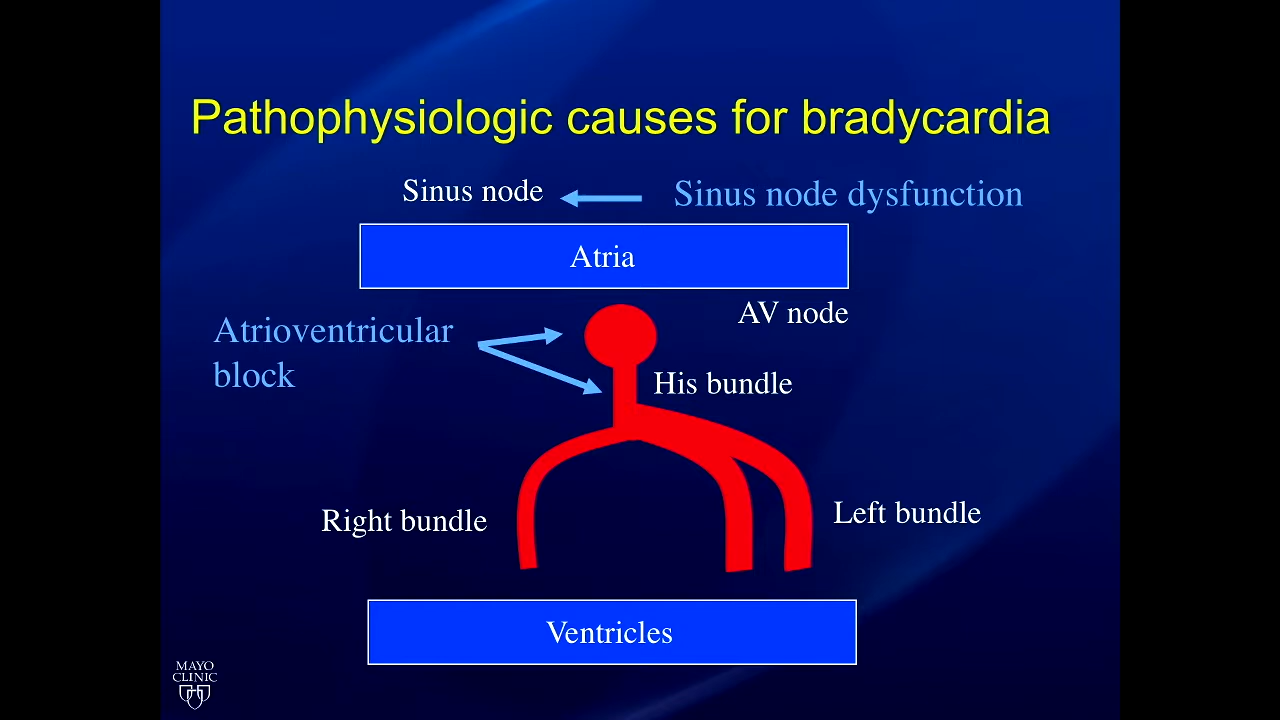 Pathophysiologic causes for bradycardia
Sinus node
Sinus node dysfunction
Atria
AV node
Atrioventricular
block
His bundle
Right bundle
Left bundle
Ventricles
MAYO
CLINIC